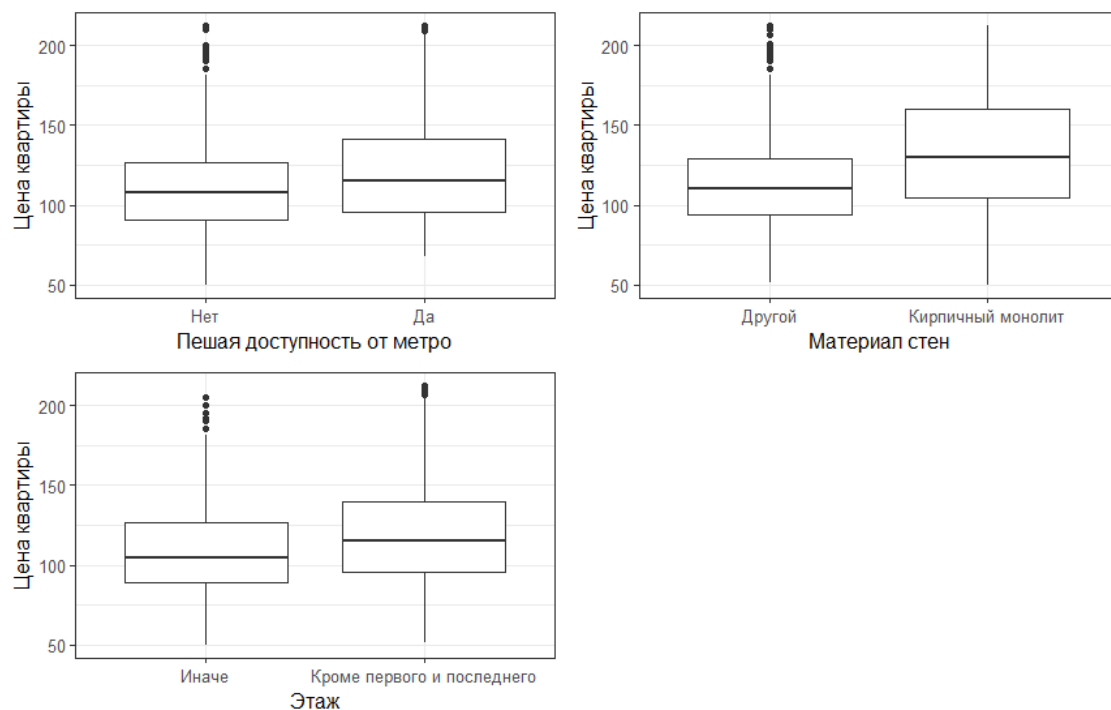 Цена квартиры
200
150
100
50
Нет
Да
Пешая доступность от метро
Цена квартиры
200
150
100
50
Другой
Кирпичный монолит
Материал стен
Цена квартиры
200
150
100
50
Иначе
Кроме первого и последнего
Этаж